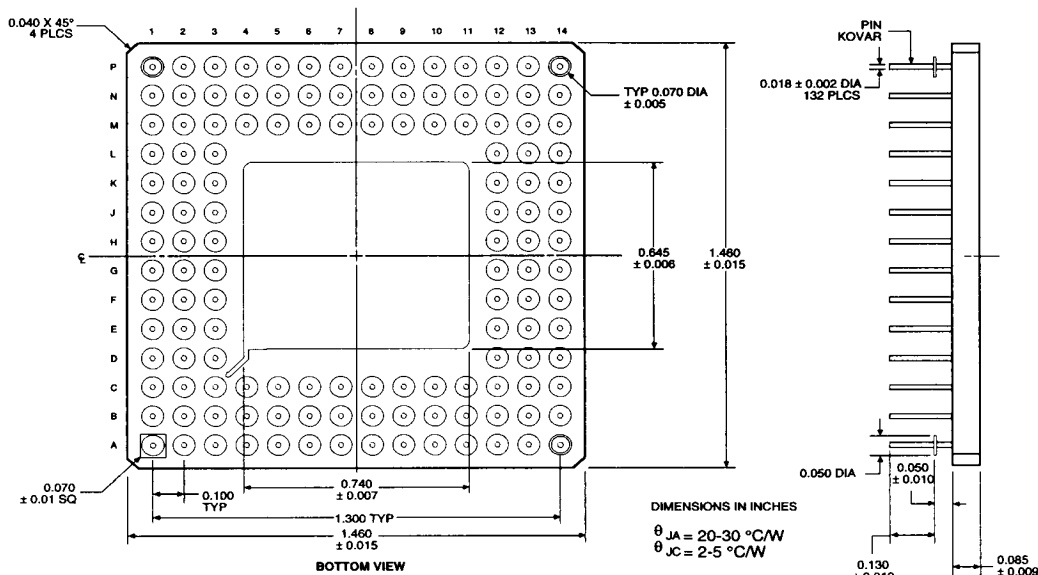 0.040 X 45°
4 PLCS
1 2 3 4 5 6 7 8 9 10 11 12 13 14
P
N
M
L
K
J
H
G
F
E
D
C
B
A
TYP 0.070 DIA
± 0.005
℄
0.645
± 0.006
1.460
± 0.015
0.070
± 0.01 SQ
0.100
TYP
0.740
± 0.007
1.300 TYP
1.460
± 0.015
BOTTOM VIEW
PIN
KOVAR
0.018 ± 0.002 DIA
132 PLCS
0.050 DIA
0.050
± 0.010
DIMENSIONS IN INCHES
θ JA = 20-30 °C/W
θ JC = 2-5 °C/W
0.130
0.085
± 0.009